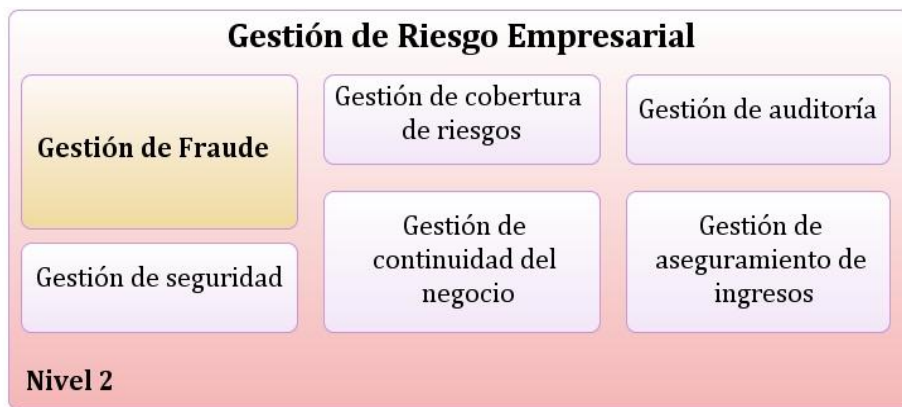 Gestión de Riesgo Empresarial
Gestión de Fraude
Gestión de cobertura
de riesgos
Gestión de auditoría
Gestión de seguridad
Gestión de
continuidad del
negocio
Gestión de
aseguramiento de
ingresos
Nivel 2